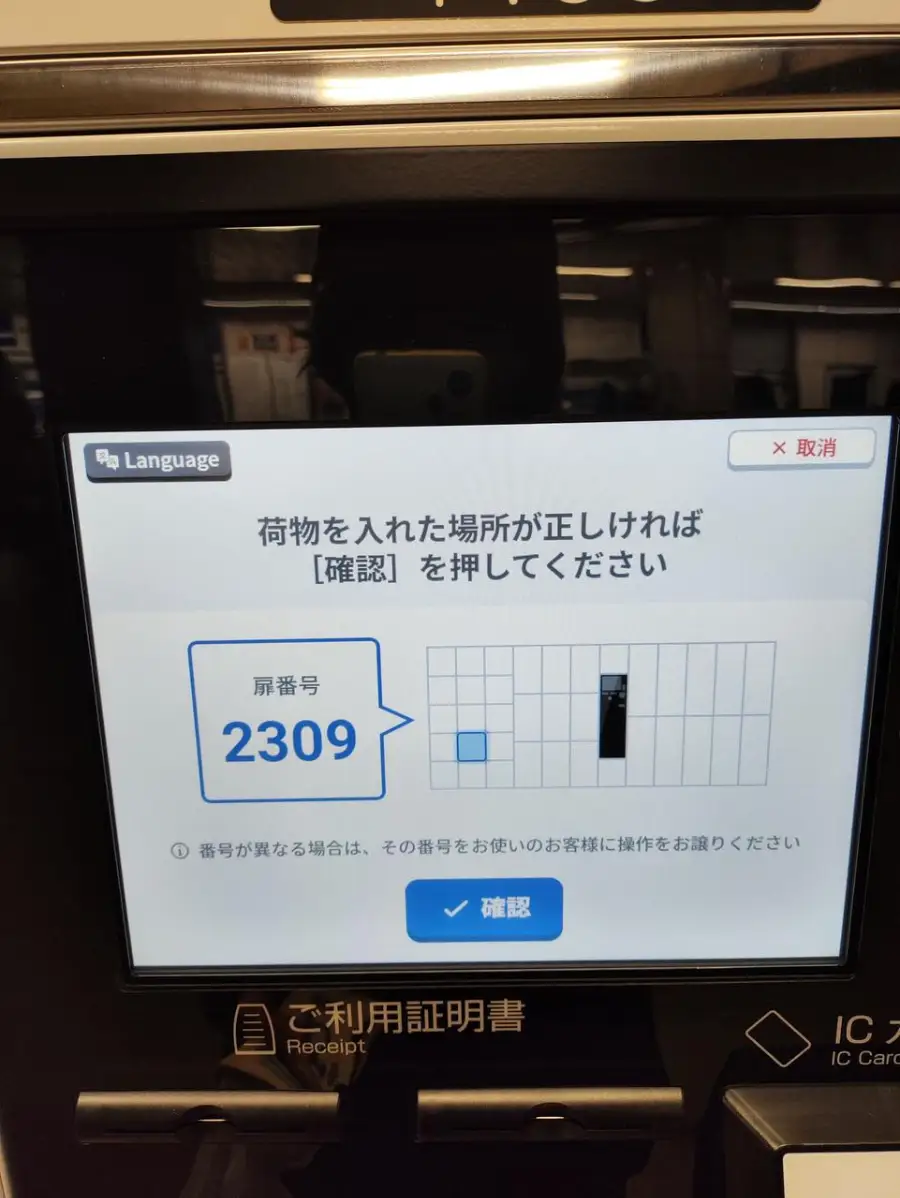 Language
× 取消
荷物を入れた場所が正しければ
［確認］を押してください
扉番号
2309
ⓘ 番号が異なる場合は、その番号をお使いのお客様に操作をお譲りください
✓ 確認
ご利用証明書
Receipt
IC
IC Card